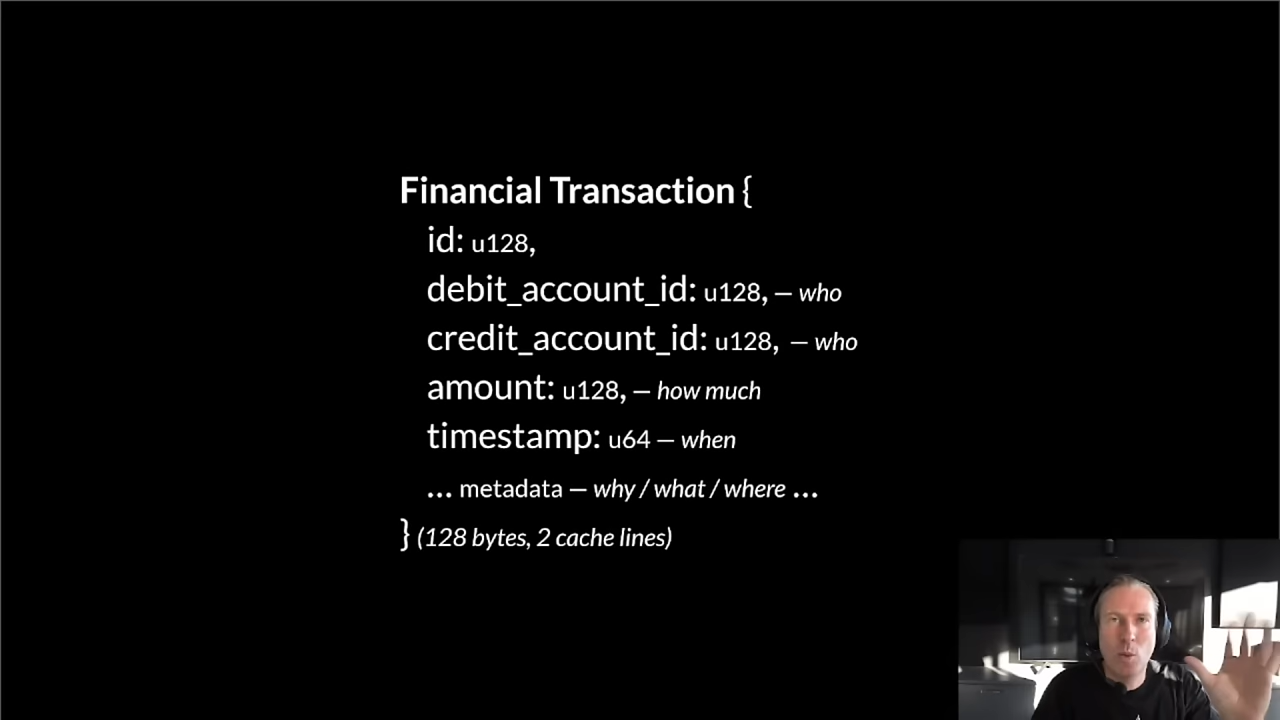 Financial Transaction {
id: u128,
debit_account_id: u128, — who
credit_account_id: u128, — who
amount: u128, — how much
timestamp: u64 — when
... metadata — why / what / where ...
} (128 bytes, 2 cache lines)